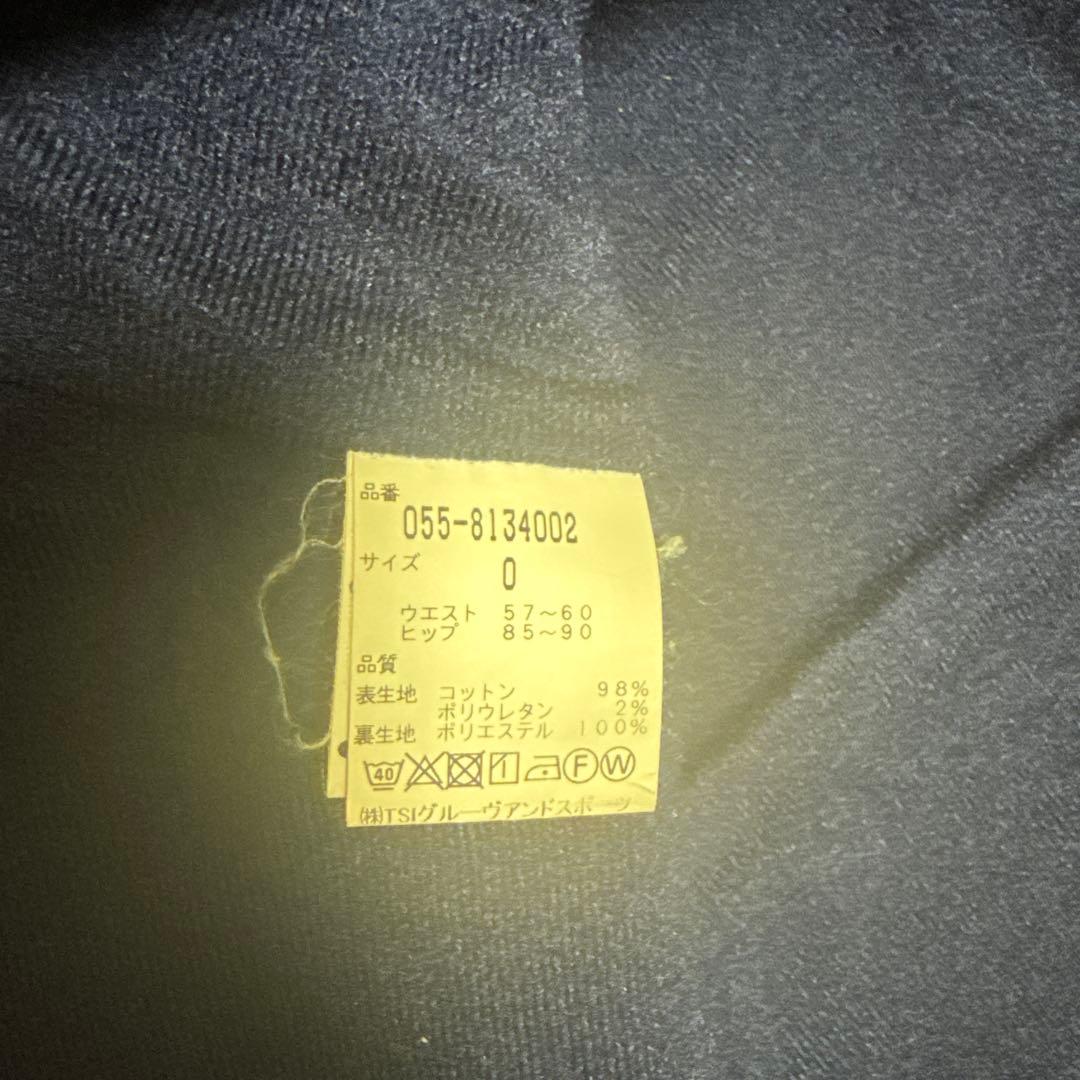 品番
055-8134002
サイズ
0
ウエスト 57～60
ヒップ 85～90
品質
表生地 コットン 98%
ポリウレタン 2%
裏生地 ポリエステル 100%
40 F W
㈱TSIグルーヴアンドスポーツ